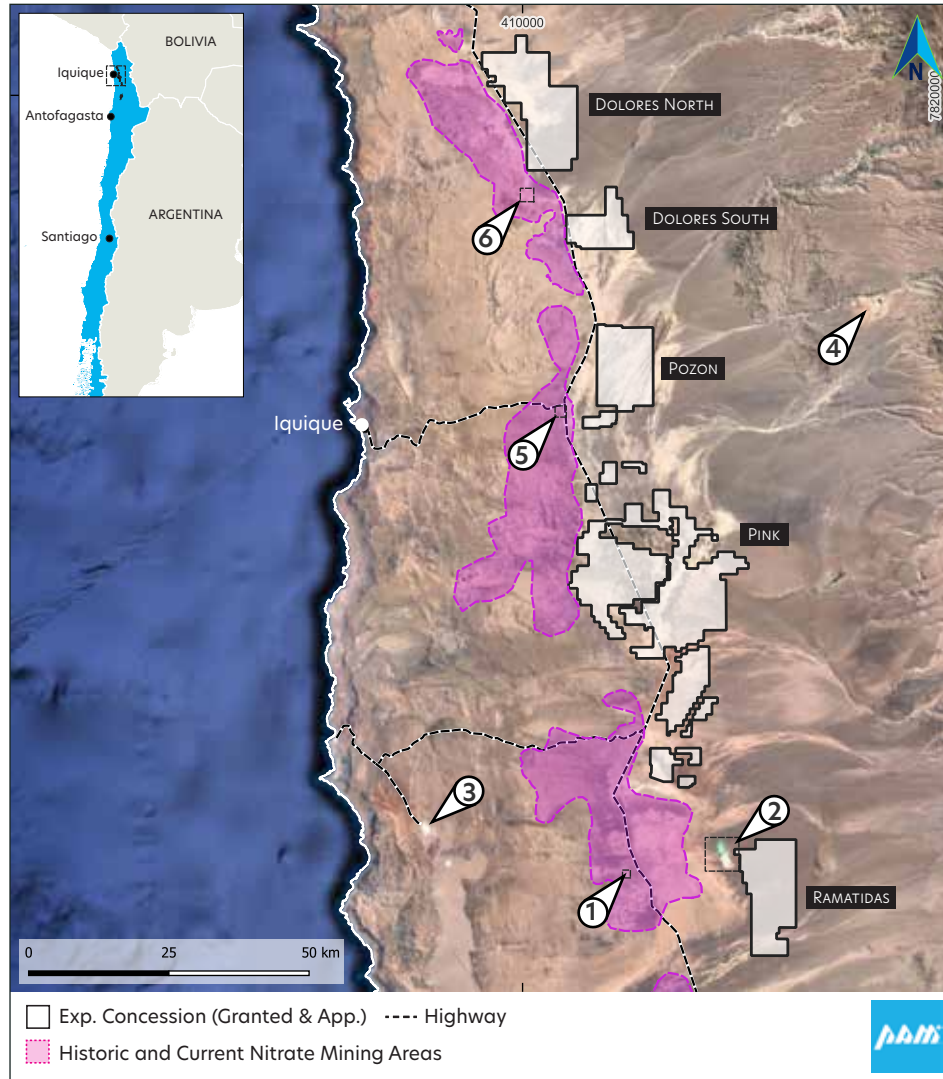 410000
7820000
BOLIVIA
Iquique
Antofagasta
ARGENTINA
Santiago
DOLORES NORTH
DOLORES SOUTH
6
4
POZON
Iquique
5
PINK
3
2
1
RAMATIDAS
0 25 50 km
Exp. Concession (Granted & App.) Highway
Historic and Current Nitrate Mining Areas
PAM